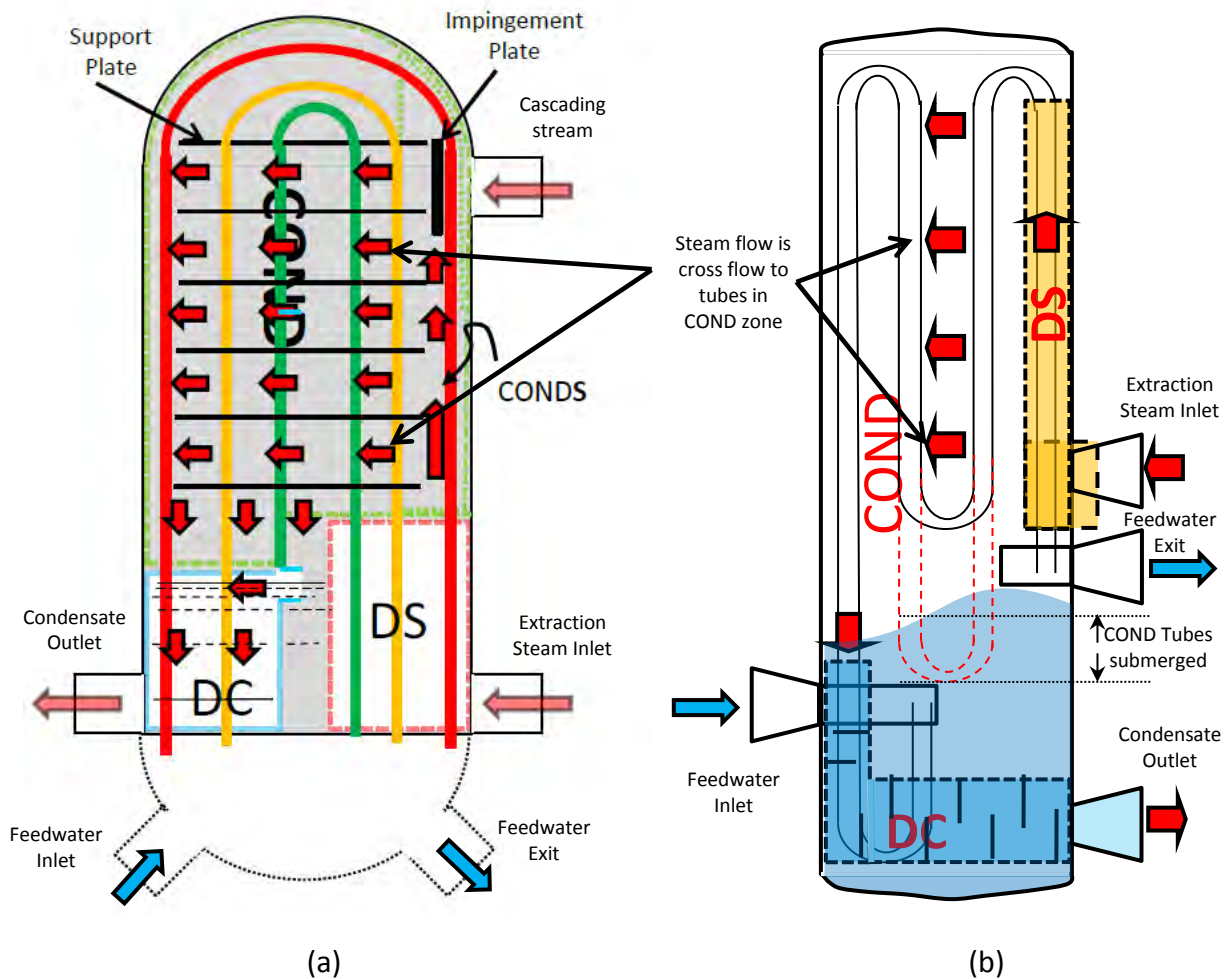 Support
Plate
Impingement
Plate
Cascading
stream
COND
CONDS
DS
DC
Condensate
Outlet
Extraction
Steam Inlet
Feedwater
Inlet
Feedwater
Exit
(a)
Steam flow is
cross flow to
tubes in
COND zone
DS
COND
Extraction
Steam Inlet
Feedwater
Exit
COND Tubes
submerged
Feedwater
Inlet
DC
Condensate
Outlet
(b)